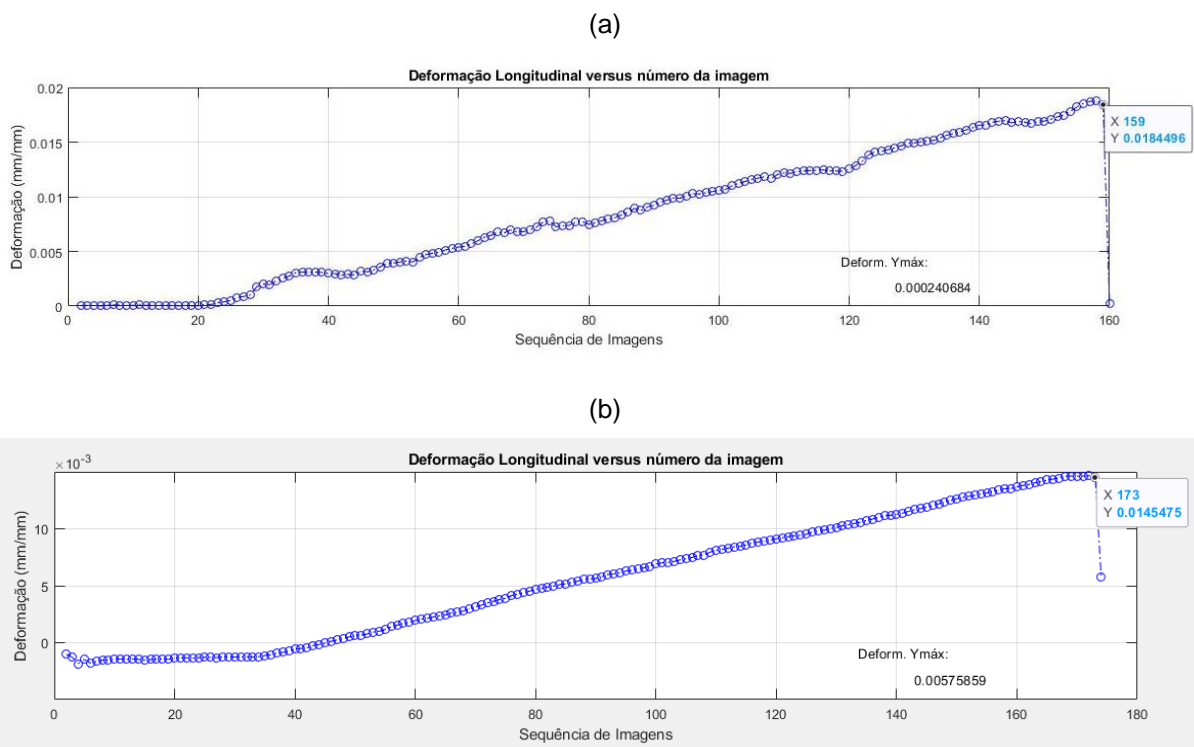 (a)
Deformação Longitudinal versus número da imagem
Deformação (mm/mm)
0.02
0.015
0.01
0.005
0
X 159
Y 0.0184496
Deform. Ymáx:
0.000240684
0 20 40 60 80 100 120 140 160
Sequência de Imagens
(b)
Deformação Longitudinal versus número da imagem
×10⁻³
Deformação (mm/mm)
10
5
0
X 173
Y 0.0145475
Deform. Ymáx:
0.00575859
0 20 40 60 80 100 120 140 160 180
Sequência de Imagens